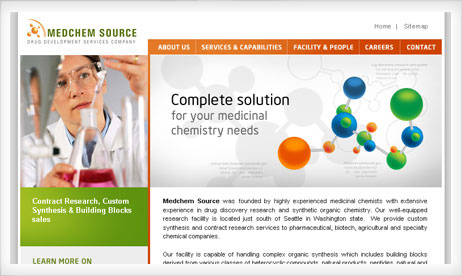 MEDCHEM SOURCE
DRUG DEVELOPMENT SERVICES COMPANY
Home | Sitemap
ABOUT US SERVICES & CAPABILITIES FACILITY & PEOPLE CAREERS CONTACT
Complete solution
for your medicinal
chemistry needs
Contract Research, Custom
Synthesis & Building Blocks
sales
LEARN MORE ON
Medchem Source was founded by highly experienced medicinal chemists with extensive
experience in drug discovery research and synthetic organic chemistry. Our well-equipped
research facility is located just south of Seattle in Washington state. We provide custom
synthesis and contract research services to pharmaceutical, biotech, agricultural and specialty
chemical companies.
Our facility is capable of handling complex organic synthesis which includes building blocks
derived from various classes of heterocyclic compounds, natural products, peptides, natural and